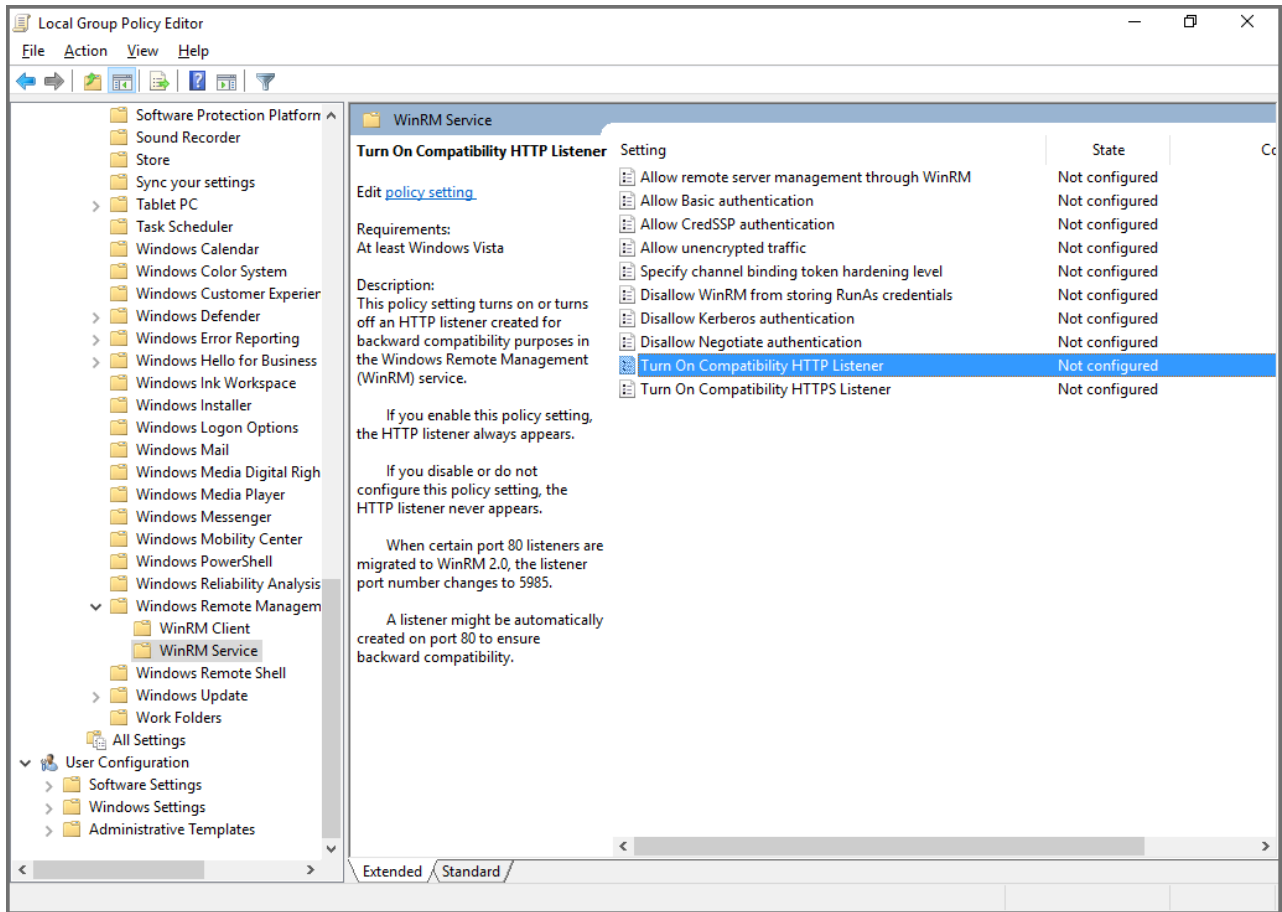 Local Group Policy Editor
File Action View Help
Software Protection Platform
Sound Recorder
Store
Sync your settings
Tablet PC
Task Scheduler
Windows Calendar
Windows Color System
Windows Customer Experier
Windows Defender
Windows Error Reporting
Windows Hello for Business
Windows Ink Workspace
Windows Installer
Windows Logon Options
Windows Mail
Windows Media Digital Righ
Windows Media Player
Windows Messenger
Windows Mobility Center
Windows PowerShell
Windows Reliability Analysis
Windows Remote Managem
WinRM Client
WinRM Service
Windows Remote Shell
Windows Update
Work Folders
All Settings
User Configuration
Software Settings
Windows Settings
Administrative Templates
WinRM Service
Turn On Compatibility HTTP Listener
Edit policy setting
Requirements:
At least Windows Vista
Description:
This policy setting turns on or turns
off an HTTP listener created for
backward compatibility purposes in
the Windows Remote Management
(WinRM) service.
If you enable this policy setting,
the HTTP listener always appears.
If you disable or do not
configure this policy setting, the
HTTP listener never appears.
When certain port 80 listeners are
migrated to WinRM 2.0, the listener
port number changes to 5985.
A listener might be automatically
created on port 80 to ensure
backward compatibility.
Setting State Co
Allow remote server management through WinRM Not configured
Allow Basic authentication Not configured
Allow CredSSP authentication Not configured
Allow unencrypted traffic Not configured
Specify channel binding token hardening level Not configured
Disallow WinRM from storing RunAs credentials Not configured
Disallow Kerberos authentication Not configured
Disallow Negotiate authentication Not configured
Turn On Compatibility HTTP Listener Not configured
Turn On Compatibility HTTPS Listener Not configured
Extended Standard